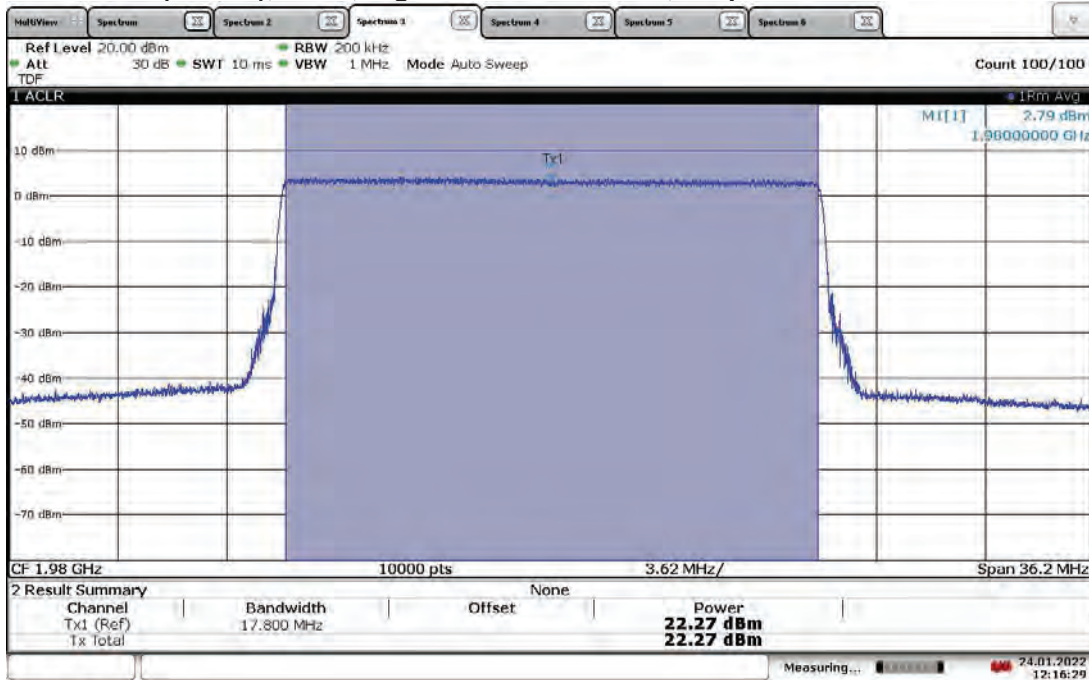 MultiView Spectrum Spectrum 2 Spectrum 3 Spectrum 4 Spectrum 5 Spectrum 6
Ref Level 20.00 dBm RBW 200 kHz
Att 30 dB SWT 10 ms VBW 1 MHz Mode Auto Sweep Count 100/100
TDF
1 ACLR 1Rm Avg
M1[1] 2.79 dBm
1.98000000 GHz
10 dBm
Tx1
0 dBm
-10 dBm
-20 dBm
-30 dBm
-40 dBm
-50 dBm
-60 dBm
-70 dBm
CF 1.98 GHz 10000 pts 3.62 MHz/ Span 36.2 MHz
2 Result Summary None
Channel Bandwidth Offset Power
Tx1 (Ref) 17.800 MHz 22.27 dBm
Tx Total 22.27 dBm
Measuring... 24.01.2022
12:16:29